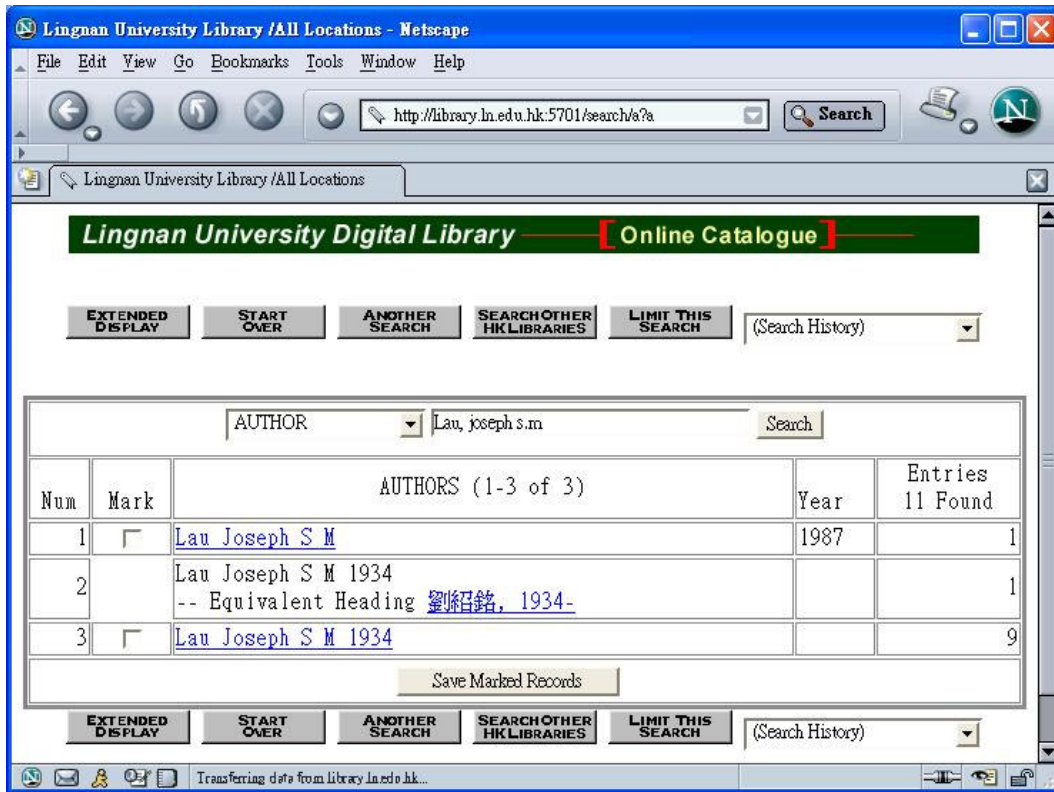 Lingnan University Library /All Locations - Netscape
File Edit View Go Bookmarks Tools Window Help
http://library.ln.edu.hk:5701/search/a?a
Search
Lingnan University Library /All Locations
Lingnan University Digital Library [ Online Catalogue ]
EXTENDED DISPLAY START OVER ANOTHER SEARCH SEARCH OTHER HK LIBRARIES LIMIT THIS SEARCH (Search History)
AUTHOR Lau, joseph s.m Search
Num Mark AUTHORS (1-3 of 3) Year Entries 11 Found
1 Lau Joseph S M 1987 1
2 Lau Joseph S M 1934
-- Equivalent Heading 劉紹銘, 1934- 1
3 Lau Joseph S M 1934 9
Save Marked Records
EXTENDED DISPLAY START OVER ANOTHER SEARCH SEARCH OTHER HK LIBRARIES LIMIT THIS SEARCH (Search History)
Transferring data from library.ln.edu.hk...